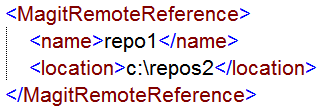 <MagitRemoteReference>
<name>repo1</name>
<location>c:\repos2</location>
</MagitRemoteReference>